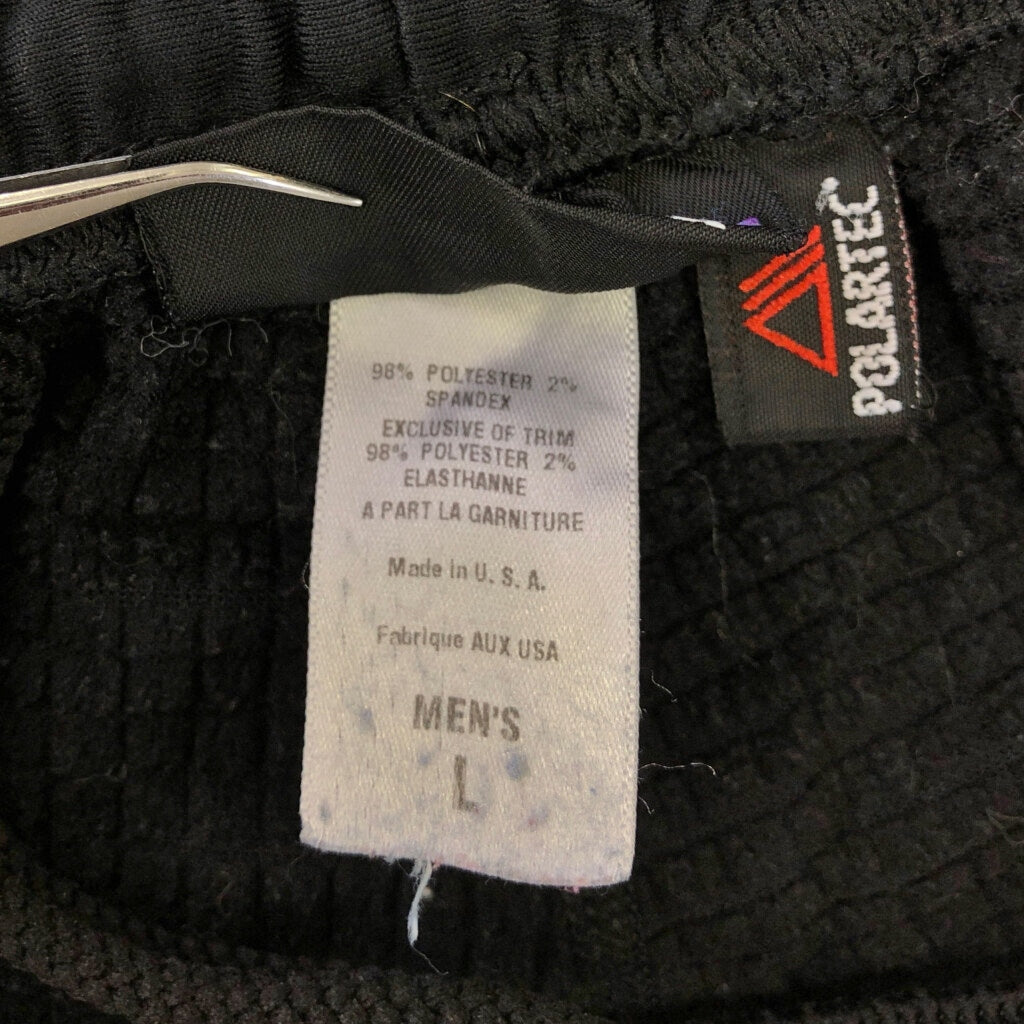 98% POLYESTER 2%
SPANDEX
EXCLUSIVE OF TRIM
98% POLYESTER 2%
ELASTHANNE
A PART LA GARNITURE
Made in U. S. A.
Fabrique AUX USA
MEN'S
L
POLARTEC